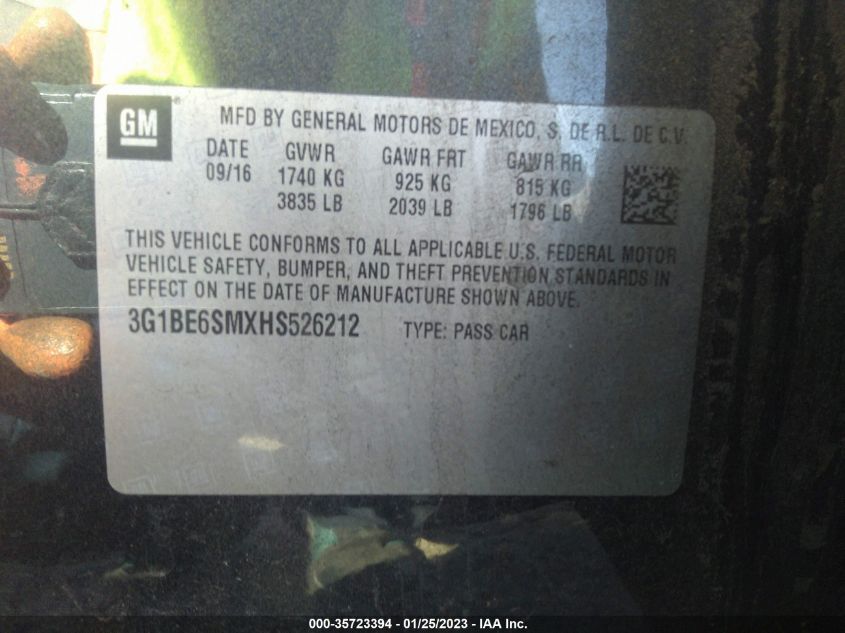 GM
MFD BY GENERAL MOTORS DE MEXICO, S. DE R.L. DE C.V.
DATE GVWR GAWR FRT GAWR RR
09/16 1740 KG 925 KG 815 KG
3835 LB 2039 LB 1796 LB
THIS VEHICLE CONFORMS TO ALL APPLICABLE U.S. FEDERAL MOTOR
VEHICLE SAFETY, BUMPER, AND THEFT PREVENTION STANDARDS IN
EFFECT ON THE DATE OF MANUFACTURE SHOWN ABOVE.
3G1BE6SMXHS526212 TYPE: PASS CAR
000-35723394 - 01/25/2023 - IAA Inc.